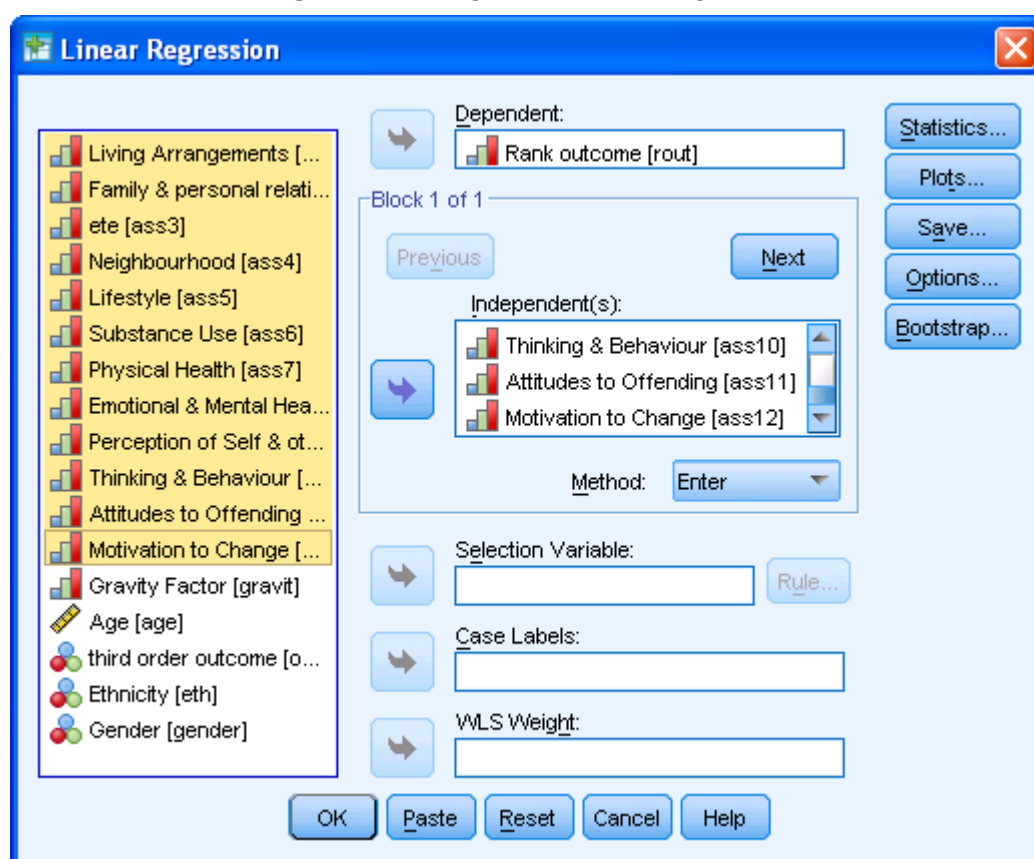 Linear Regression
Living Arrangements [...
Family & personal relati...
ete [ass3]
Neighbourhood [ass4]
Lifestyle [ass5]
Substance Use [ass6]
Physical Health [ass7]
Emotional & Mental Hea...
Perception of Self & ot...
Thinking & Behaviour [...
Attitudes to Offending ...
Motivation to Change [...
Gravity Factor [gravit]
Age [age]
third order outcome [o...
Ethnicity [eth]
Gender [gender]
Dependent:
Rank outcome [rout]
Block 1 of 1
Previous
Next
Independent(s):
Thinking & Behaviour [ass10]
Attitudes to Offending [ass11]
Motivation to Change [ass12]
Method: Enter
Selection Variable:
Rule...
Case Labels:
WLS Weight:
Statistics...
Plots...
Save...
Options...
Bootstrap...
OK Paste Reset Cancel Help